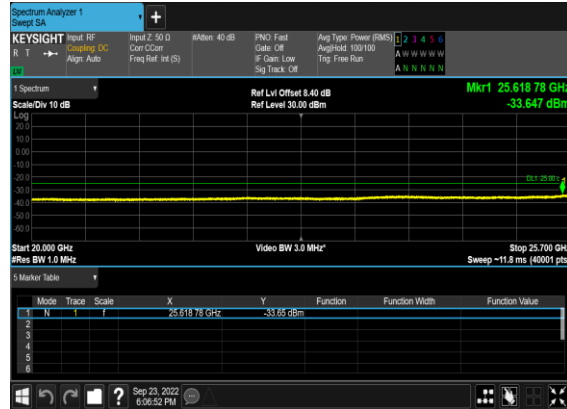 Spectrum Analyzer 1
Swept SA
+
KEYSIGHT Input: RF Input Z: 50 Ω #Atten: 40 dB PNO: Fast Avg Type: Power (RMS) 1 2 3 4 5 6
R T Coupling: DC Corr CCorr Gate: Off Avg|Hold: 100/100 A W W W W W
Align: Auto Freq Ref: Int (S) IF Gain: Low Trig: Free Run
Sig Track: Off A N N N N N
1 Spectrum Ref Lvl Offset 8.40 dB Mkr1 25.618 78 GHz
Scale/Div 10 dB Ref Level 30.00 dBm -33.647 dBm
Log
20.0
10.0
0.00
-10.0
-20.0
DL1 -25.00
-30.0
-40.0
-50.0
-60.0
Start 20.000 GHz Video BW 3.0 MHz* Stop 25.700 GH
#Res BW 1.0 MHz Sweep ~11.8 ms (40001 pts
5 Marker Table
Mode Trace Scale X Y Function Function Width Function Value
1 N 1 f 25.618 78 GHz -33.65 dBm
2
3
4
5
6
? Sep 23, 2022
6:06:52 PM